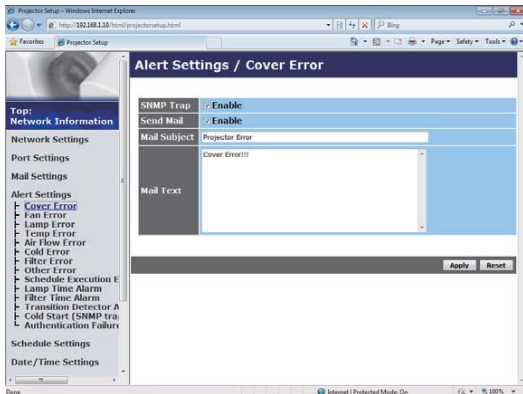 Projector Setup - Windows Internet Explorer
http://192.168.1.10/html/projectorsetup.html
Bing
Favorites
Projector Setup
Page
Safety
Tools
Top:
Network Information
Network Settings
Port Settings
Mail Settings
Alert Settings
Cover Error
Fan Error
Lamp Error
Temp Error
Air Flow Error
Cold Error
Filter Error
Other Error
Schedule Execution E
Lamp Time Alarm
Filter Time Alarm
Transition Detector A
Cold Start (SNMP tra
Authentication Failure
Schedule Settings
Date/Time Settings
Alert Settings / Cover Error
SNMP Trap Enable
Send Mail Enable
Mail Subject Projector Error
Mail Text Cover Error!!!
Apply Reset
Done
Internet | Protected Mode: On
100%